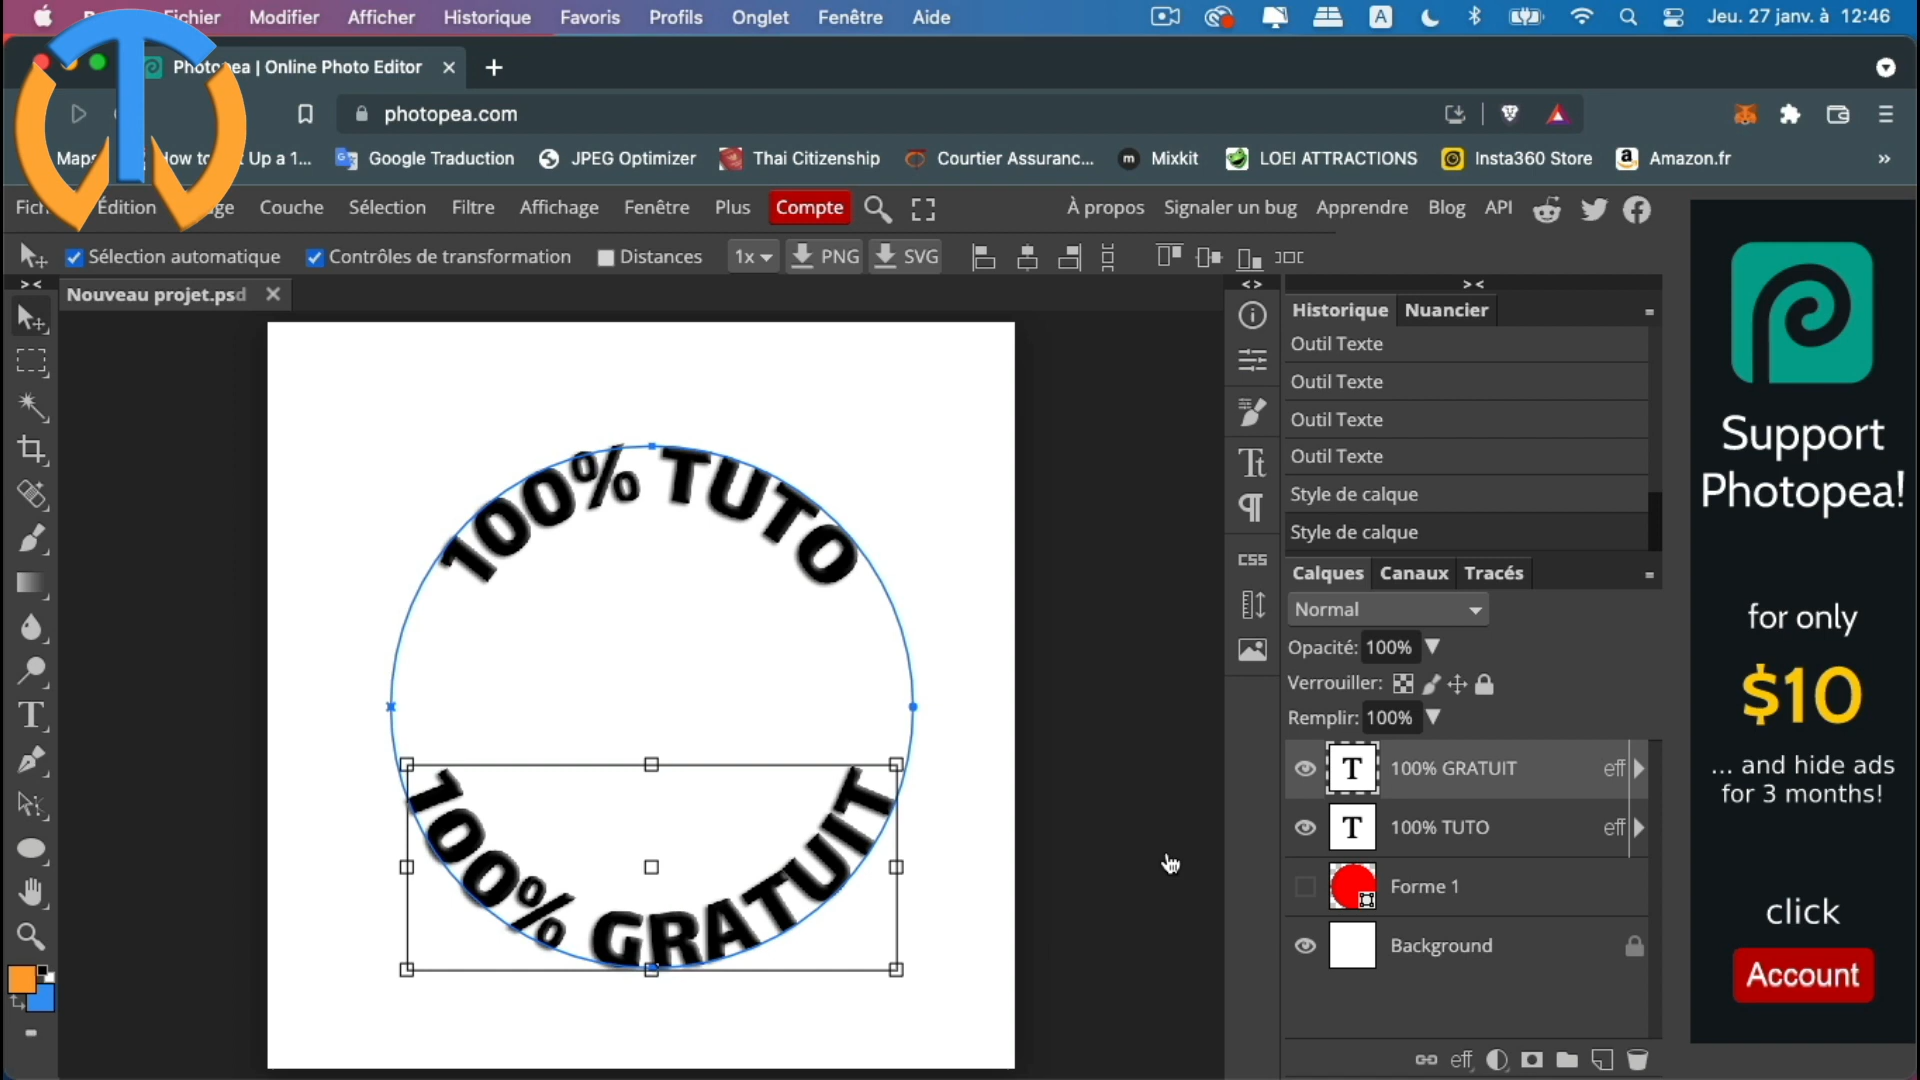 Fichier Modifier Afficher Historique Favoris Profils Onglet Fenêtre Aide A Jeu. 27 janv. à 12:46
Photopea | Online Photo Editor
photopea.com
Maps How to Set Up a 1... Google Traduction JPEG Optimizer Thai Citizenship Courtier Assuranc... Mixkit LOEI ATTRACTIONS Insta360 Store Amazon.fr »
Édition Couche Sélection Filtre Affichage Fenêtre Plus Compte À propos Signaler un bug Apprendre Blog API
Sélection automatique Contrôles de transformation Distances 1x PNG SVG
Nouveau projet.psd
Historique Nuancier
Outil Texte
Outil Texte
Outil Texte
Outil Texte
Style de calque
Style de calque
CSS
Calques Canaux Tracés
Normal
Opacité: 100%
Verrouiller:
Remplir: 100%
T 100% GRATUIT eff
T 100% TUTO eff
Forme 1
Background
eff
100% TUTO
100% GRATUIT
Support
Photopea!
for only
$10
... and hide ads
for 3 months!
click
Account